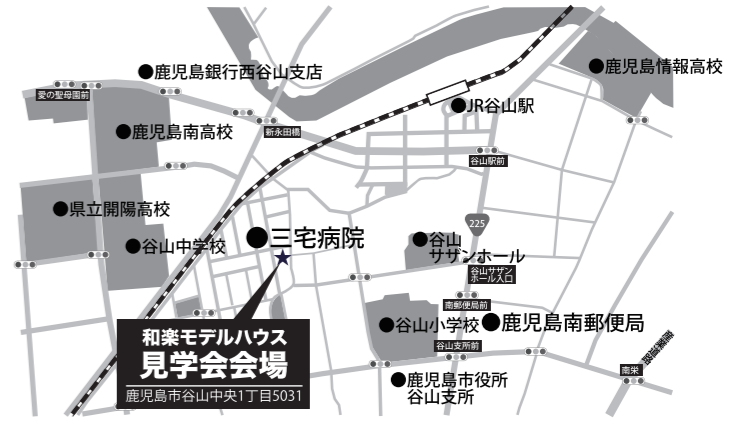 鹿児島銀行西谷山支店
鹿児島情報高校
愛の聖母園前
JR谷山駅
鹿児島南高校
新永田橋
谷山駅前
県立開陽高校
225
三宅病院
谷山
サザンホール
谷山中学校
谷山サザン
ホール入口
南郵便局前
谷山小学校
鹿児島南郵便局
和楽モデルハウス
見学会会場
鹿児島市谷山中央1丁目5031
谷山支所前
産業道路
南栄
鹿児島市役所
谷山支所